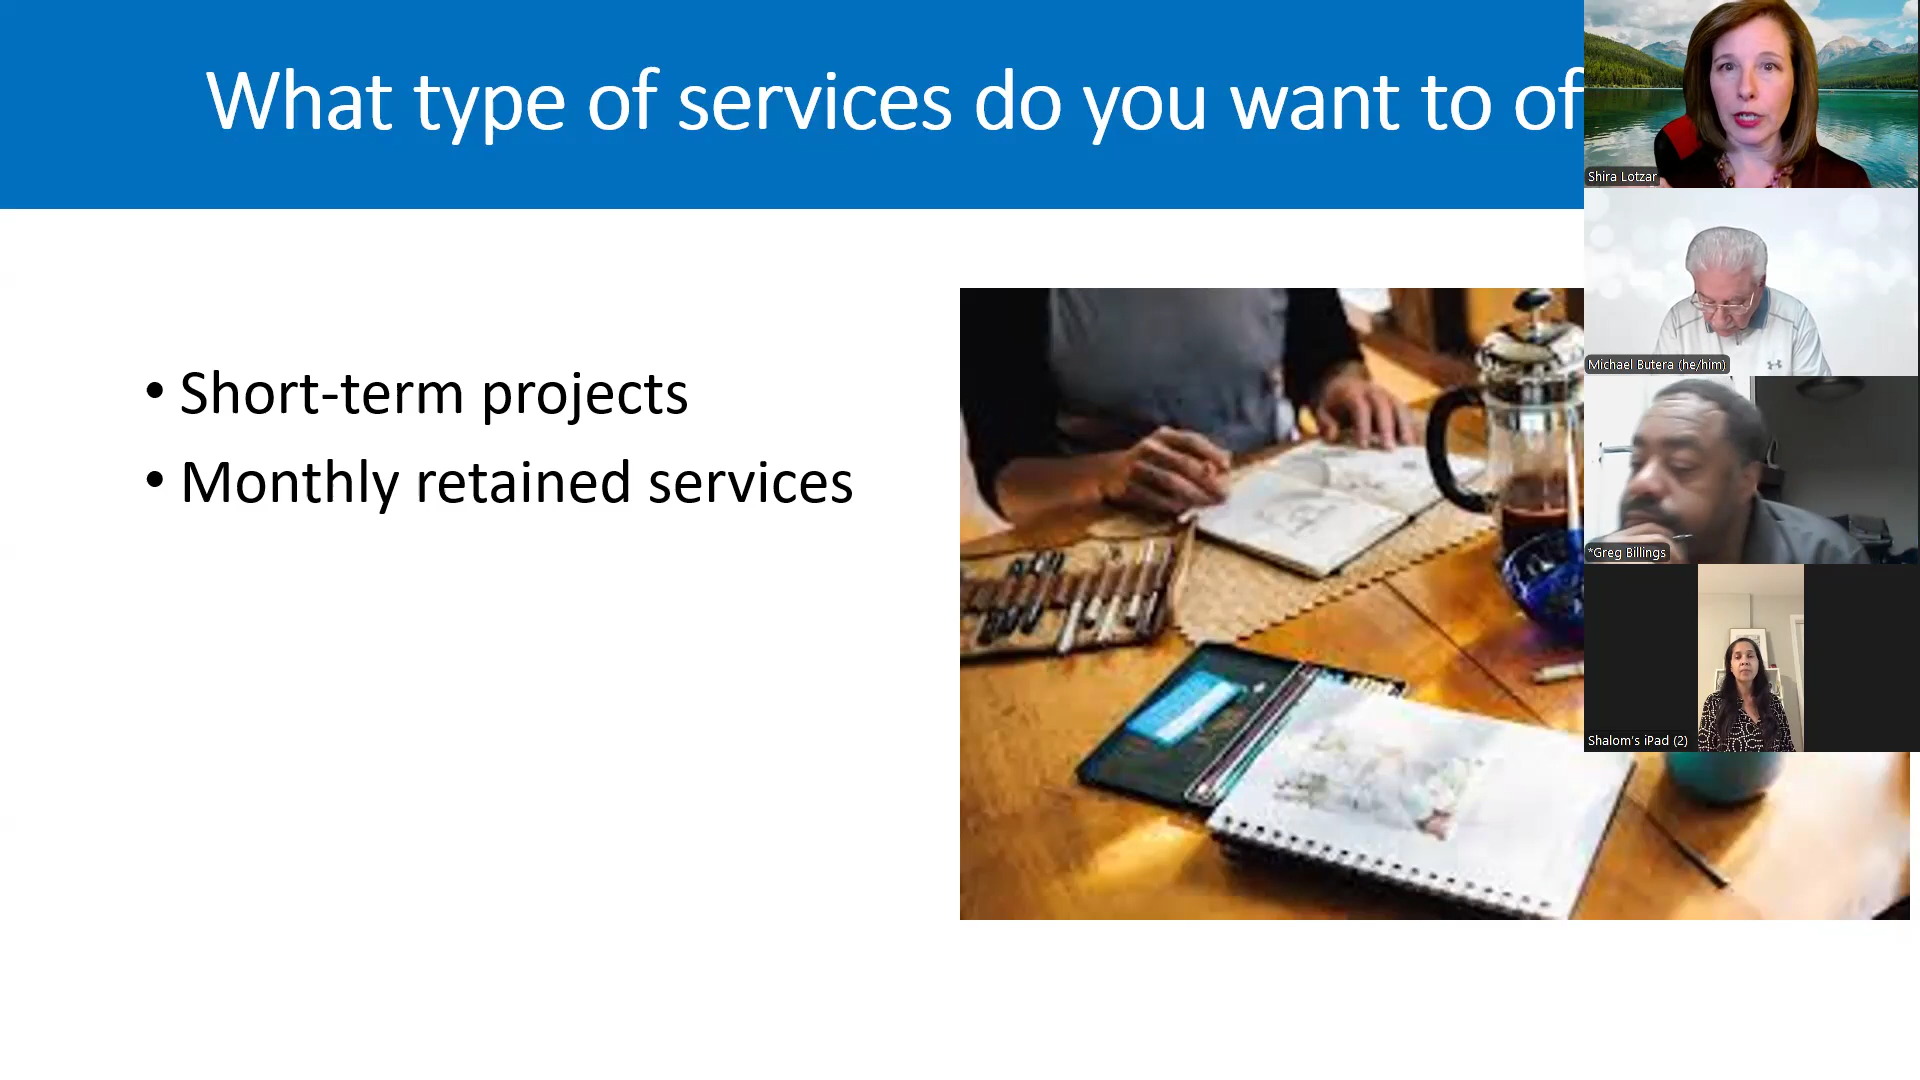 What type of services do you want to of
• Short-term projects
• Monthly retained services
Shira Lotzar
Michael Butera (he/him)
*Greg Billings
Shalom's iPad (2)